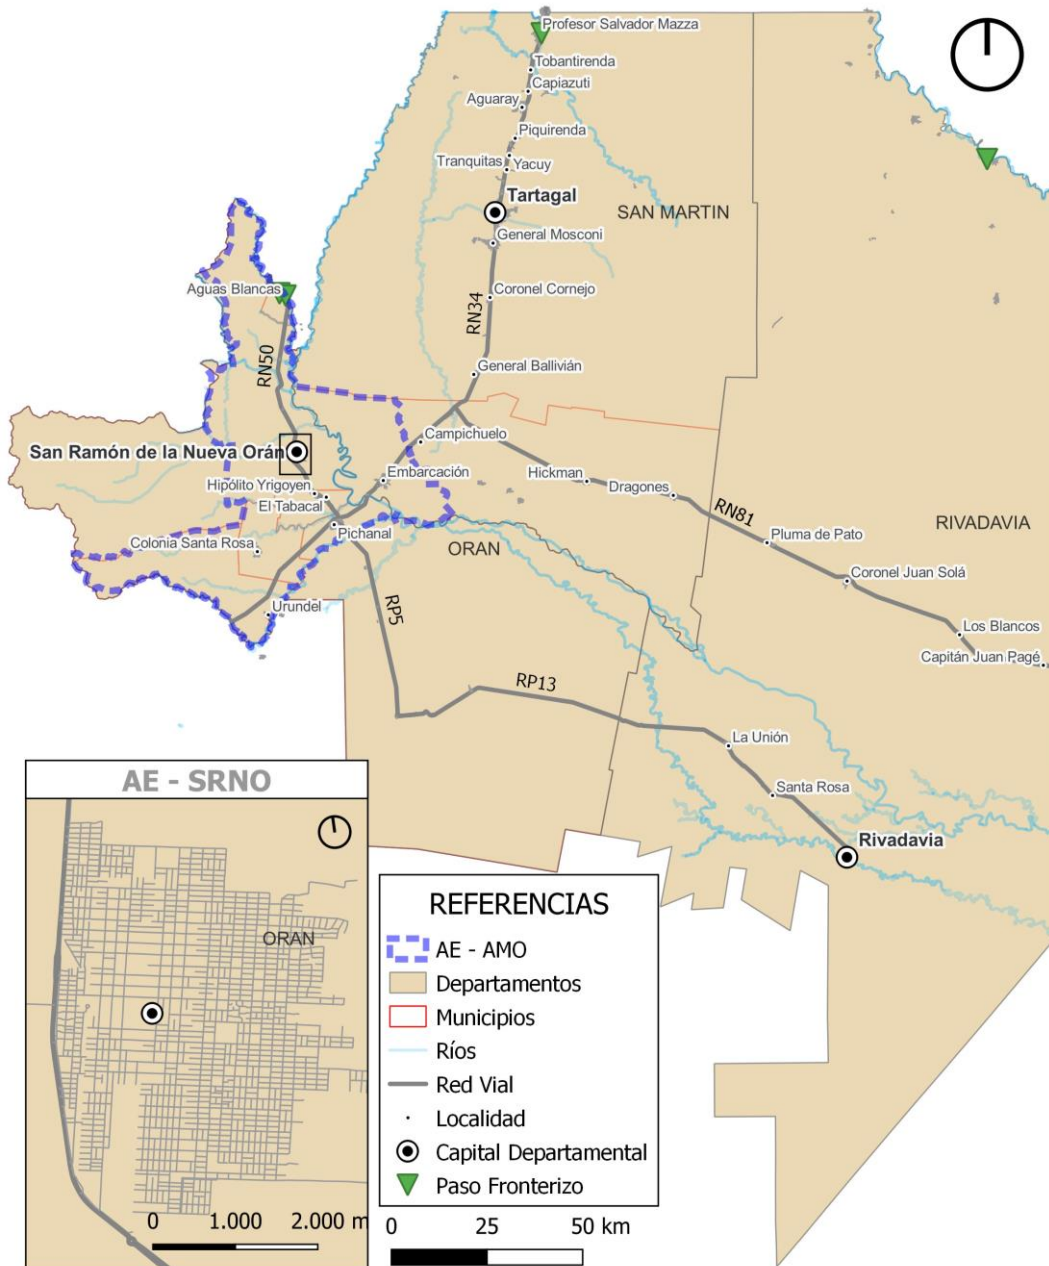 Profesor Salvador Mazza
Tobantirenda
Capiazuti
Aguaray
Piquirenda
Tranquitas
Yacuy
Tartagal
SAN MARTIN
General Mosconi
Aguas Blancas
Coronel Cornejo
RN34
RN50
General Ballivián
Campichuelo
San Ramón de la Nueva Orán
Embarcación
Hickman
Dragones
Hipólito Yrigoyen
El Tabacal
RN81
RIVADAVIA
Pichanal
Pluma de Pato
Colonia Santa Rosa
ORAN
Coronel Juan Solá
Urundel
RP5
Los Blancos
Capitán Juan Pagé
RP13
La Unión
Santa Rosa
Rivadavia
AE - SRNO
ORAN
0 1.000 2.000 m
REFERENCIAS
AE - AMO
Departamentos
Municipios
Ríos
Red Vial
Localidad
Capital Departamental
Paso Fronterizo
0 25 50 km